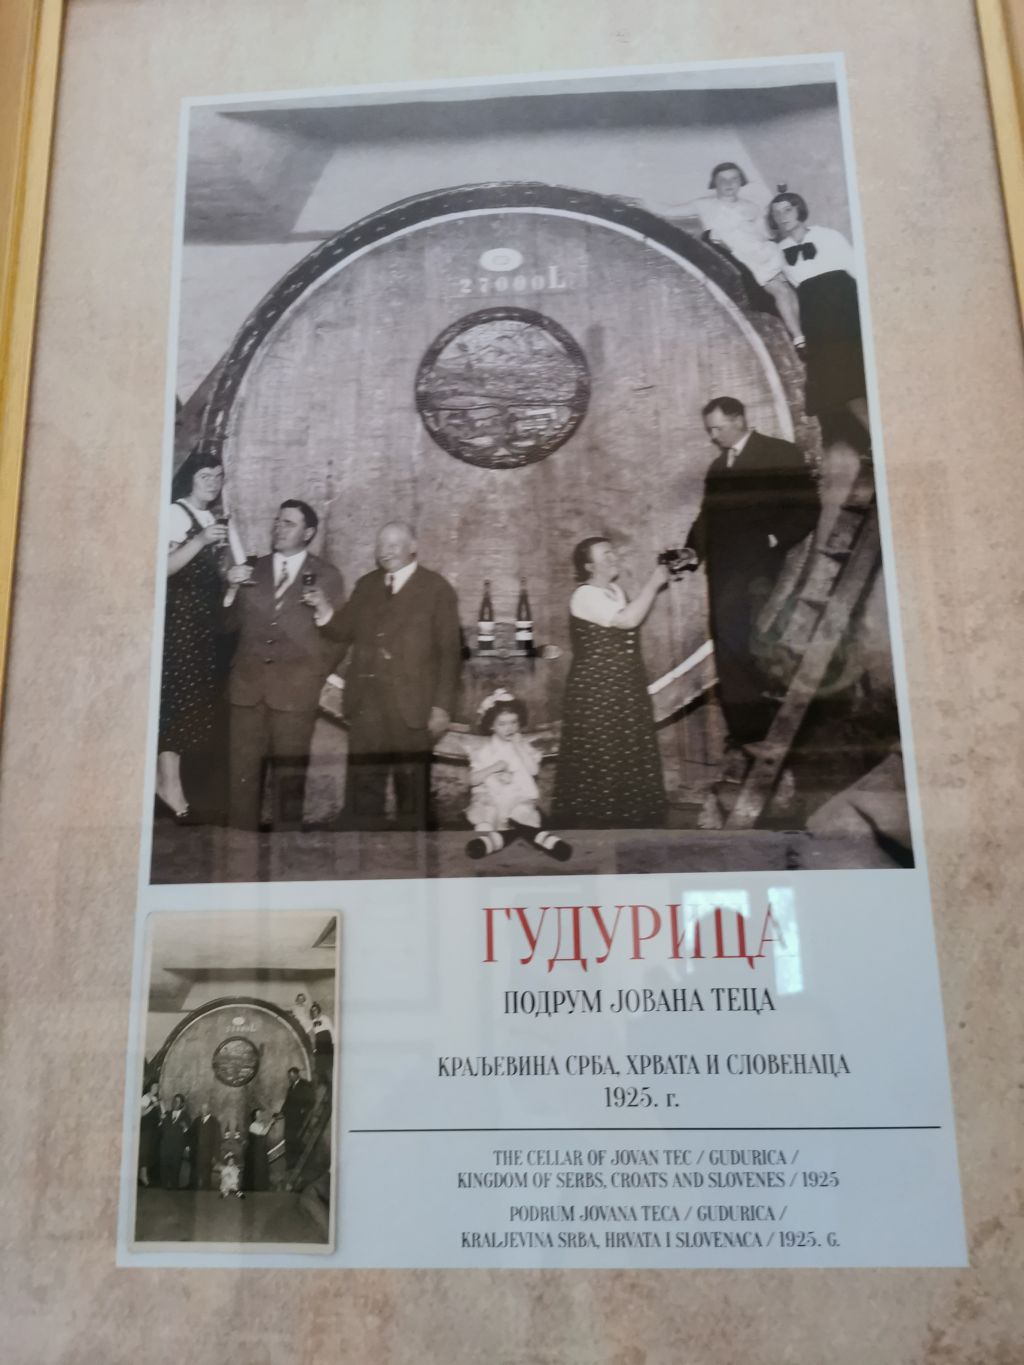 27000L
ГУДУРИЦА
ПОДРУМ ЈОВАНА ТЕЦА
КРАЉЕВИНА СРБА, ХРВАТА И СЛОВЕНАЦА
1925. г.
THE CELLAR OF JOVAN TEC / GUDURICA /
KINGDOM OF SERBS, CROATS AND SLOVENES / 1925
PODRUM JOVANA TECA / GUDURICA /
KRALJEVINA SRBA, HRVATA I SLOVENACA / 1925. G.
27000L